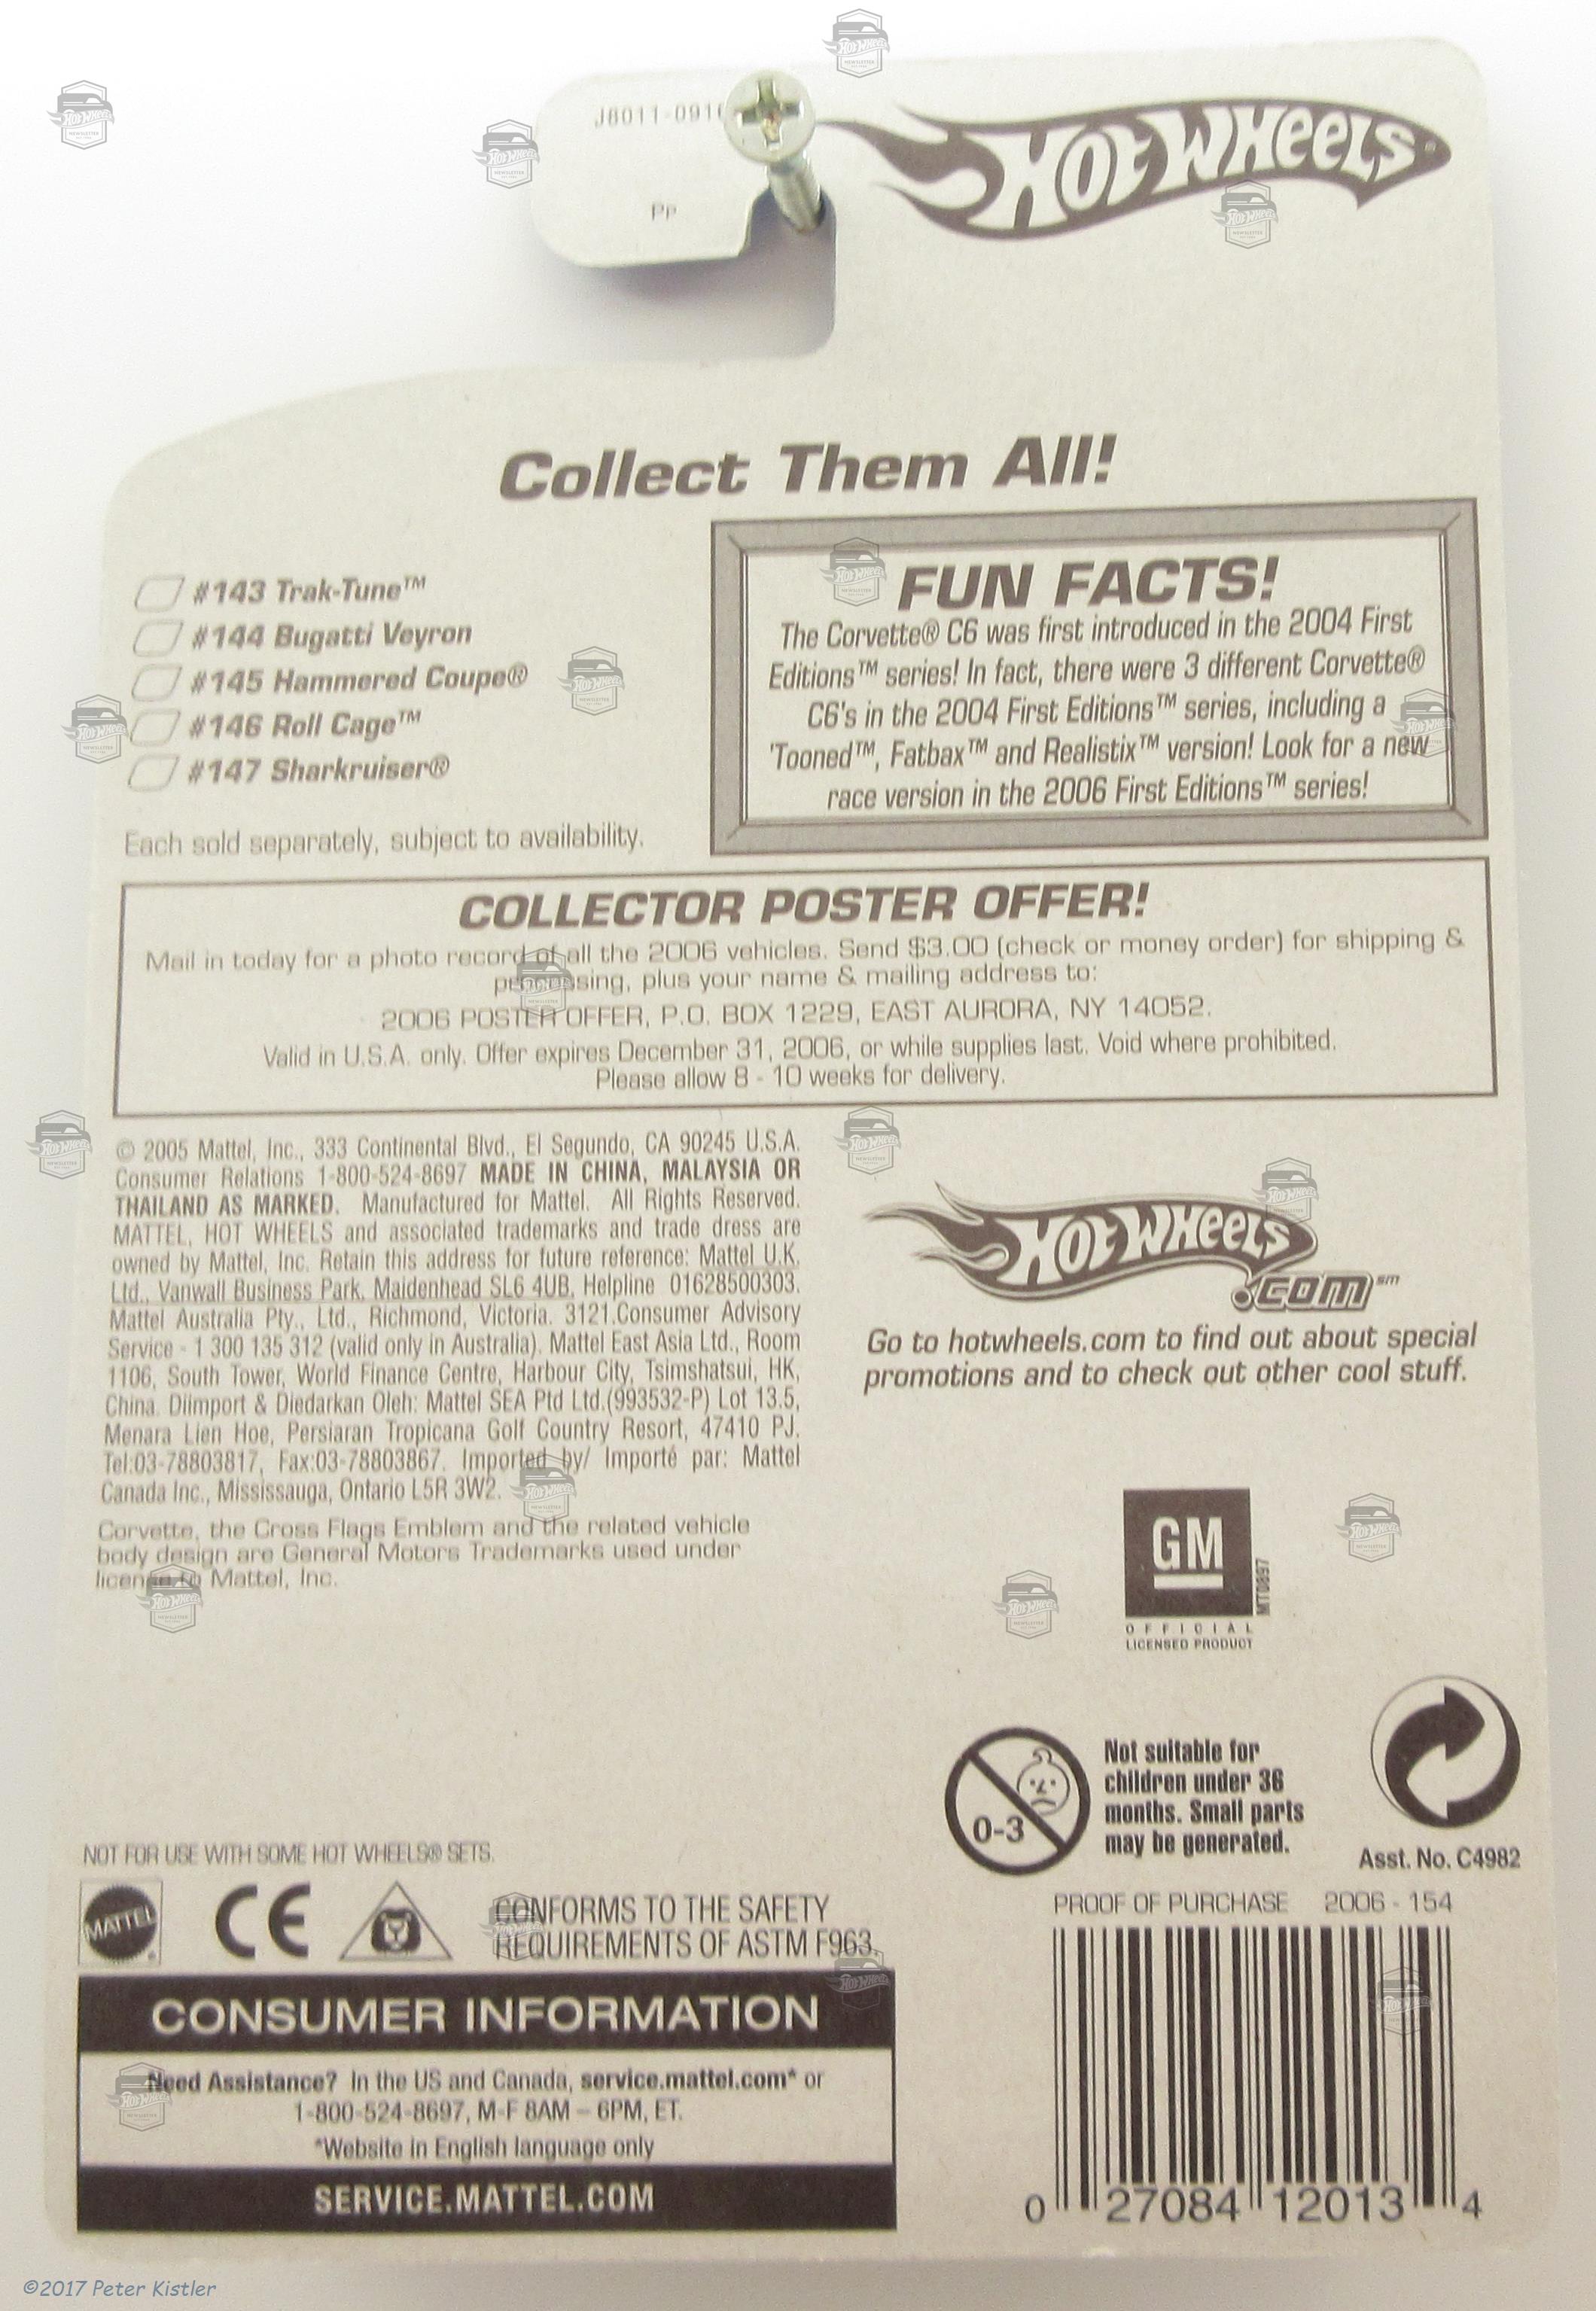 J8011-091
Pp
HOT WHEELS
Collect Them All!
#143 Trak-Tune™
#144 Bugatti Veyron
#145 Hammered Coupe®
#146 Roll Cage™
#147 Sharkruiser®
Each sold separately, subject to availability.
FUN FACTS!
The Corvette® C6 was first introduced in the 2004 First
Editions™ series! In fact, there were 3 different Corvette®
C6's in the 2004 First Editions™ series, including a
'Tooned™, Fatbax™ and Realistix™ version! Look for a new
race version in the 2006 First Editions™ series!
COLLECTOR POSTER OFFER!
Mail in today for a photo record of all the 2006 vehicles. Send $3.00 (check or money order) for shipping &
processing, plus your name & mailing address to:
2006 POSTER OFFER, P.O. BOX 1229, EAST AURORA, NY 14052.
Valid in U.S.A. only. Offer expires December 31, 2006, or while supplies last. Void where prohibited.
Please allow 8 - 10 weeks for delivery.
© 2005 Mattel, Inc., 333 Continental Blvd., El Segundo, CA 90245 U.S.A.
Consumer Relations 1-800-524-8697 MADE IN CHINA, MALAYSIA OR
THAILAND AS MARKED. Manufactured for Mattel. All Rights Reserved.
MATTEL, HOT WHEELS and associated trademarks and trade dress are
owned by Mattel, Inc. Retain this address for future reference: Mattel U.K.
Ltd., Vanwall Business Park, Maidenhead SL6 4UB. Helpline 01628500303.
Mattel Australia Pty., Ltd., Richmond, Victoria. 3121.Consumer Advisory
Service - 1 300 135 312 (valid only in Australia). Mattel East Asia Ltd., Room
1106, South Tower, World Finance Centre, Harbour City, Tsimshatsui, HK,
China. Diimport & Diedarkan Oleh: Mattel SEA Ptd Ltd.(993532-P) Lot 13.5,
Menara Lien Hoe, Persiaran Tropicana Golf Country Resort, 47410 PJ.
Tel:03-78803817, Fax:03-78803867. Imported by/ Importé par: Mattel
Canada Inc., Mississauga, Ontario L5R 3W2.
Corvette, the Cross Flags Emblem and the related vehicle
body design are General Motors Trademarks used under
license to Mattel, Inc.
HOT WHEELS
.com℠
Go to hotwheels.com to find out about special
promotions and to check out other cool stuff.
GM
MT0897
OFFICIAL
LICENSED PRODUCT
0-3
Not suitable for
children under 36
months. Small parts
may be generated.
Asst. No. C4982
NOT FOR USE WITH SOME HOT WHEELS® SETS.
MATTEL
®
CE
CONFORMS TO THE SAFETY
REQUIREMENTS OF ASTM F963.
CONSUMER INFORMATION
Need Assistance? In the US and Canada, service.mattel.com* or
1-800-524-8697, M-F 8AM – 6PM, ET.
*Website in English language only
SERVICE.MATTEL.COM
PROOF OF PURCHASE 2006 - 154
0 27084 12013 4
©2017 Peter Kistler